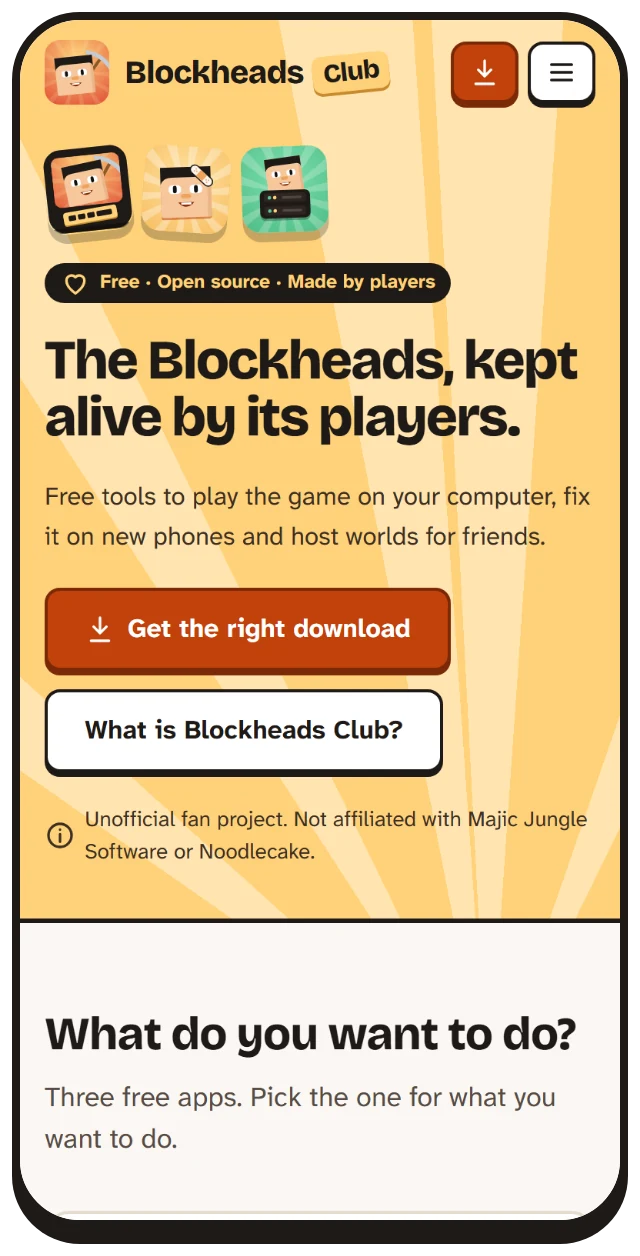 Blockheads Club
Free · Open source · Made by players
The Blockheads, kept
alive by its players.
Free tools to play the game on your computer, fix
it on new phones and host worlds for friends.
Get the right download
What is Blockheads Club?
Unofficial fan project. Not affiliated with Majic Jungle
Software or Noodlecake.
What do you want to do?
Three free apps. Pick the one for what you
want to do.